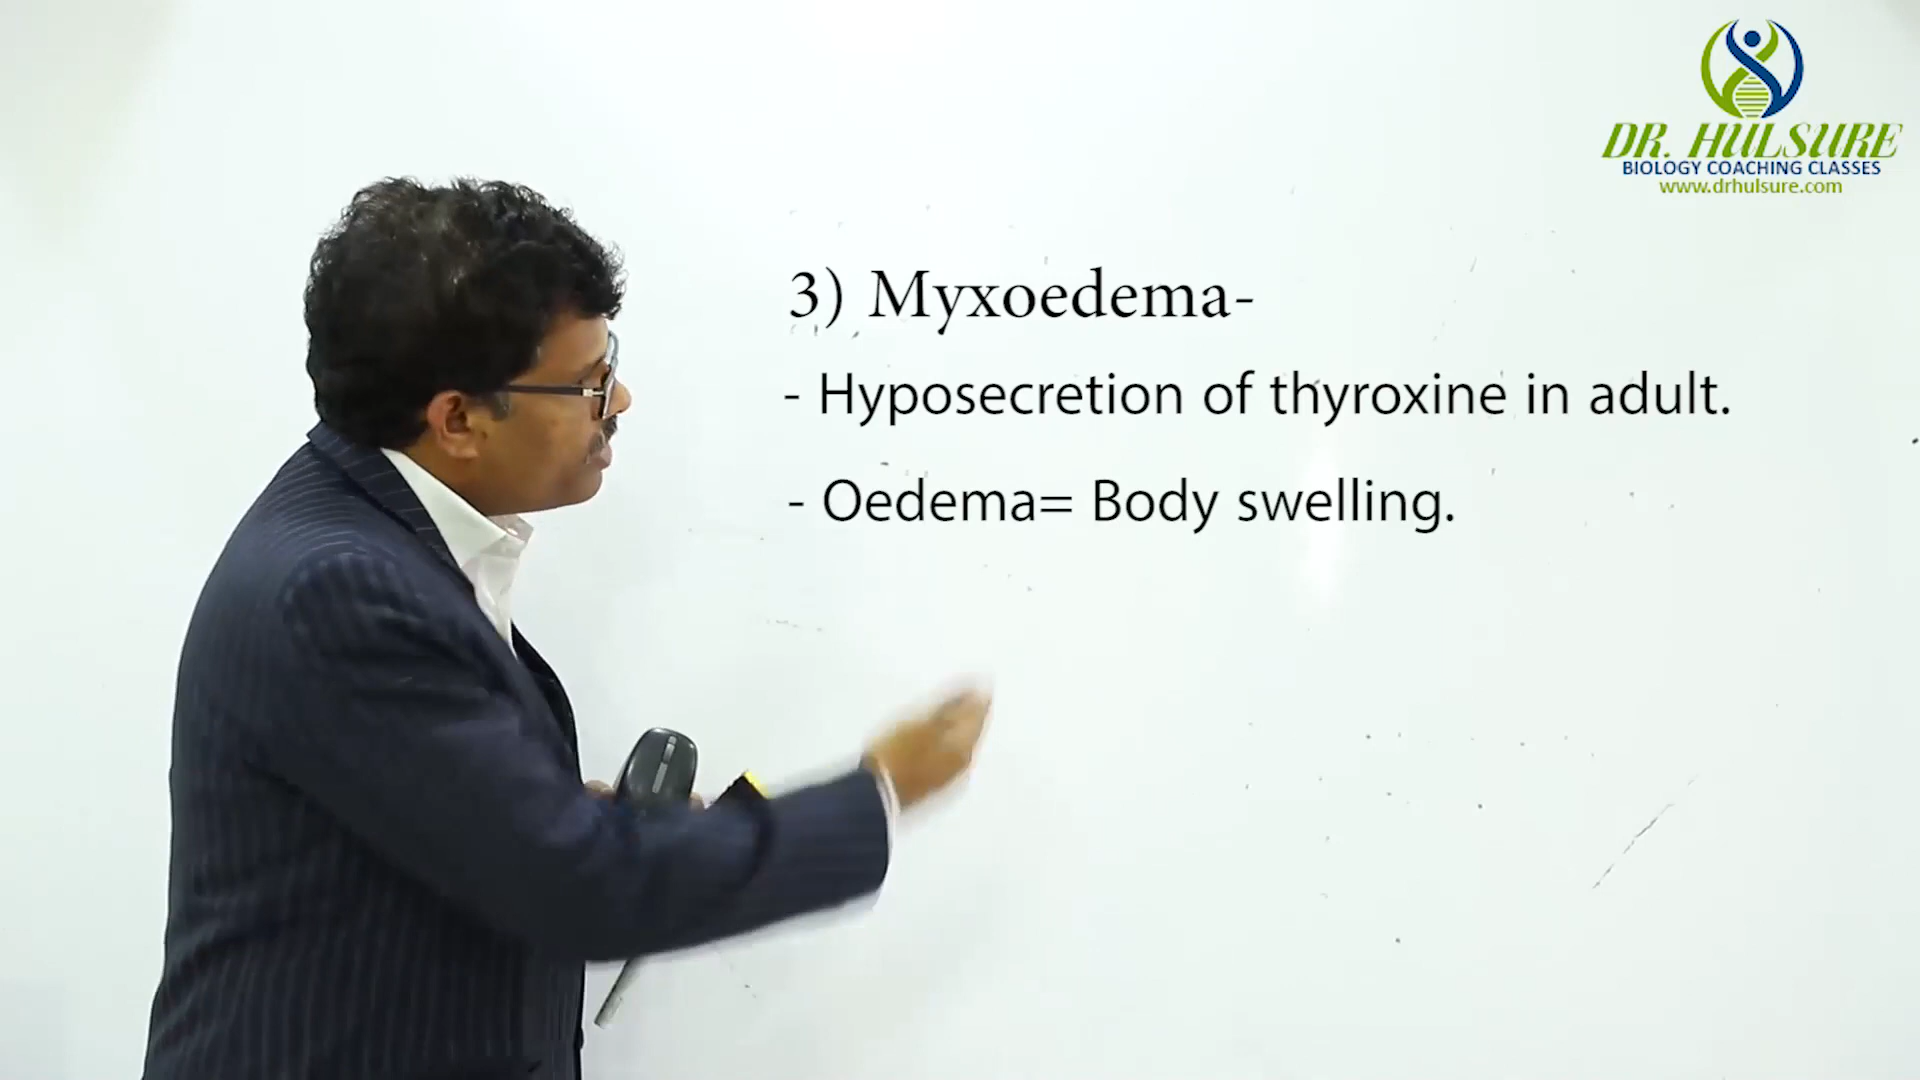 DR. HULSURE
BIOLOGY COACHING CLASSES
www.drhulsure.com
3) Myxoedema-
- Hyposecretion of thyroxine in adult.
- Oedema= Body swelling.